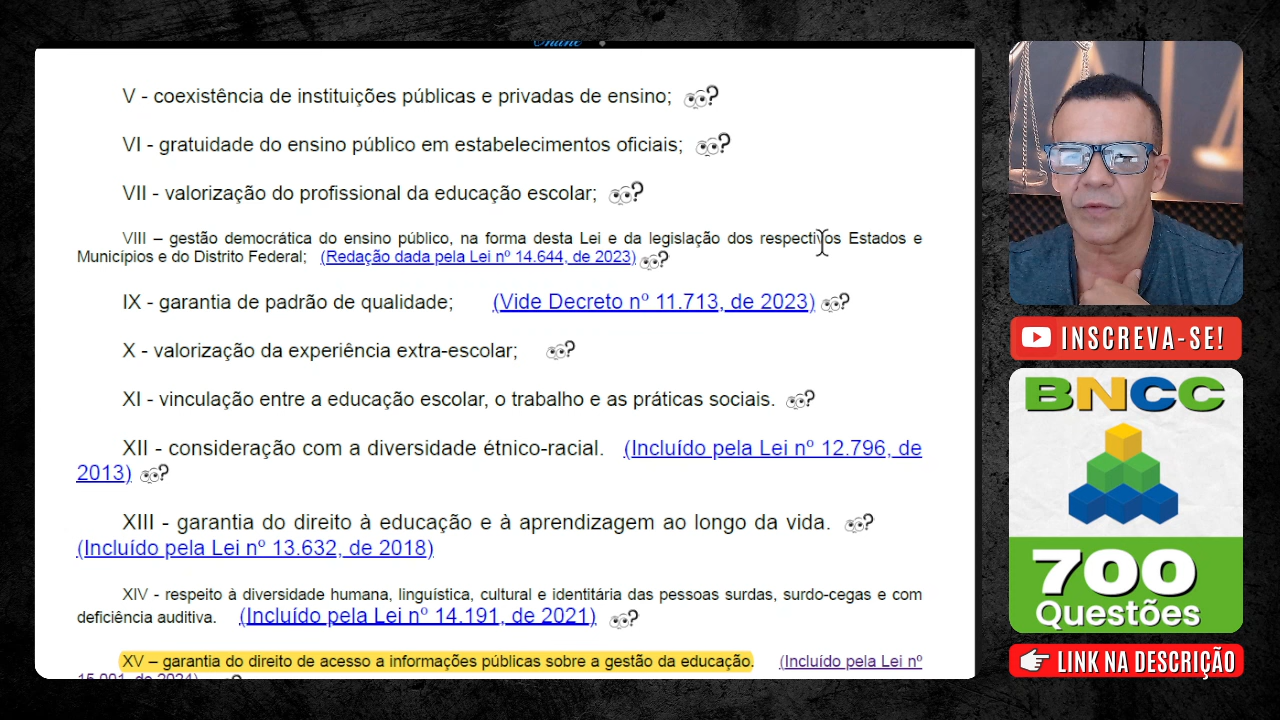 Online
V - coexistência de instituições públicas e privadas de ensino;
VI - gratuidade do ensino público em estabelecimentos oficiais;
VII - valorização do profissional da educação escolar;
VIII – gestão democrática do ensino público, na forma desta Lei e da legislação dos respectivos Estados e
Municípios e do Distrito Federal; (Redação dada pela Lei nº 14.644, de 2023)
IX - garantia de padrão de qualidade; (Vide Decreto nº 11.713, de 2023)
X - valorização da experiência extra-escolar;
XI - vinculação entre a educação escolar, o trabalho e as práticas sociais.
XII - consideração com a diversidade étnico-racial. (Incluído pela Lei nº 12.796, de
2013)
XIII - garantia do direito à educação e à aprendizagem ao longo da vida.
(Incluído pela Lei nº 13.632, de 2018)
XIV - respeito à diversidade humana, linguística, cultural e identitária das pessoas surdas, surdo-cegas e com
deficiência auditiva. (Incluído pela Lei nº 14.191, de 2021)
XV – garantia do direito de acesso a informações públicas sobre a gestão da educação. (Incluído pela Lei nº
15.001, de 2024)
INSCREVA-SE!
BNCC
700
Questões
LINK NA DESCRIÇÃO